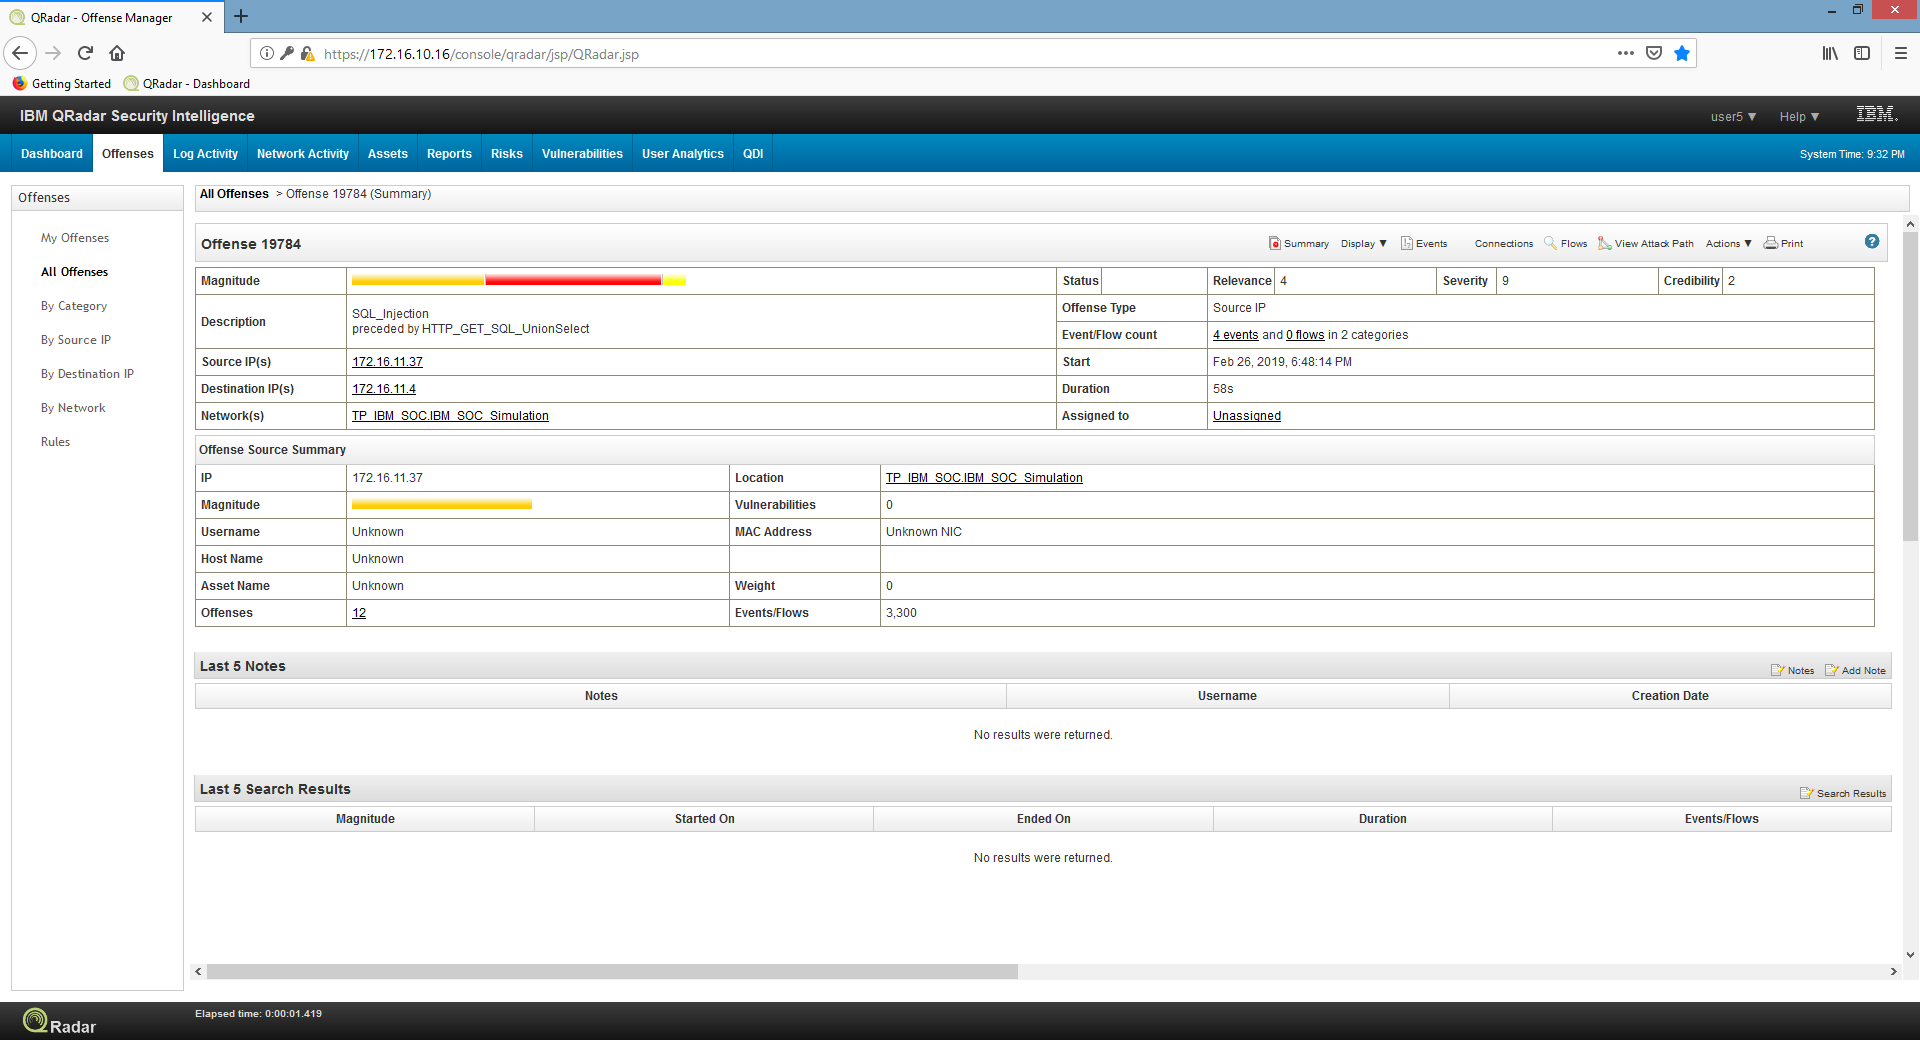 QRadar - Offense Manager
https://172.16.10.16/console/qradar/jsp/QRadar.jsp
Getting Started QRadar - Dashboard
IBM QRadar Security Intelligence
user5 ▼ Help ▼ IBM.
Dashboard Offenses Log Activity Network Activity Assets Reports Risks Vulnerabilities User Analytics QDI
System Time: 9:32 PM
Offenses
My Offenses
All Offenses
By Category
By Source IP
By Destination IP
By Network
Rules
All Offenses > Offense 19784 (Summary)
Offense 19784
Summary Display ▼ Events Connections Flows View Attack Path Actions ▼ Print
Magnitude Status Relevance 4 Severity 9 Credibility 2
Description
SQL_Injection
preceded by HTTP_GET_SQL_UnionSelect
Offense Type Source IP
Event/Flow count 4 events and 0 flows in 2 categories
Source IP(s) 172.16.11.37 Start Feb 26, 2019, 6:48:14 PM
Destination IP(s) 172.16.11.4 Duration 58s
Network(s) TP_IBM_SOC.IBM_SOC_Simulation Assigned to Unassigned
Offense Source Summary
IP 172.16.11.37 Location TP_IBM_SOC.IBM_SOC_Simulation
Magnitude Vulnerabilities 0
Username Unknown MAC Address Unknown NIC
Host Name Unknown
Asset Name Unknown Weight 0
Offenses 12 Events/Flows 3,300
Last 5 Notes
Notes Add Note
Notes Username Creation Date
No results were returned.
Last 5 Search Results
Search Results
Magnitude Started On Ended On Duration Events/Flows
No results were returned.
QRadar
Elapsed time: 0:00:01.419